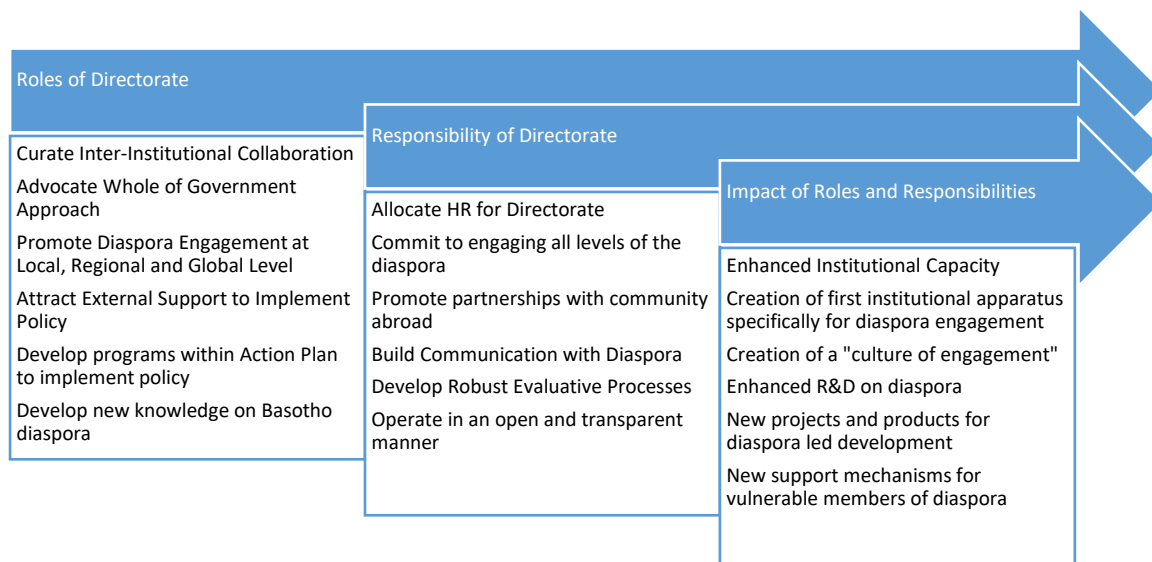 Roles of Directorate
Curate Inter-Institutional Collaboration
Advocate Whole of Government
Approach
Promote Diaspora Engagement at
Local, Regional and Global Level
Attract External Support to Implement
Policy
Develop programs within Action Plan
to implement policy
Develop new knowledge on Basotho
diaspora
Responsibility of Directorate
Allocate HR for Directorate
Commit to engaging all levels of the
diaspora
Promote partnerships with community
abroad
Build Communication with Diaspora
Develop Robust Evaluative Processes
Operate in an open and transparent
manner
Impact of Roles and Responsibilities
Enhanced Institutional Capacity
Creation of first institutional apparatus
specifically for diaspora engagement
Creation of a "culture of engagement"
Enhanced R&D on diaspora
New projects and products for
diaspora led development
New support mechanisms for
vulnerable members of diaspora